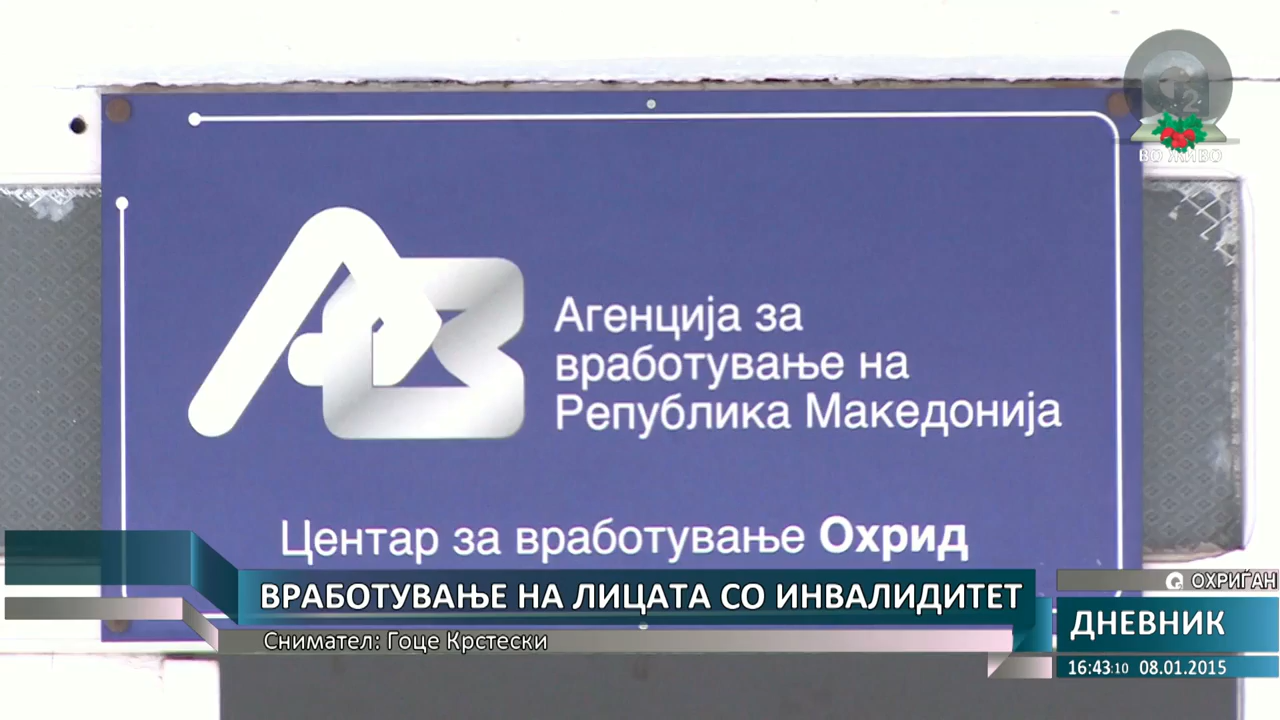 ВО ЖИВО
Агенција за
вработување на
Република Македонија
Центар за вработување Охрид
ВРАБОТУВАЊЕ НА ЛИЦАТА СО ИНВАЛИДИТЕТ
Снимател: Гоце Крстески
ОХРИЃАН
ДНЕВНИК
16:43:10 08.01.2015